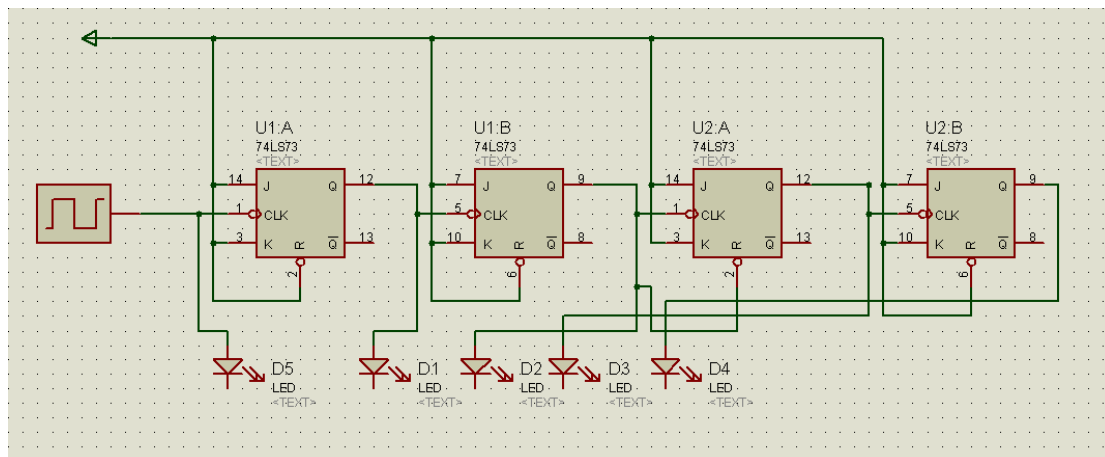 U1:A
74LS73
<TEXT>
14
J
Q
12
1
CLK
3
K
R
Q
13
2
U1:B
74LS73
<TEXT>
7
J
Q
9
5
CLK
10
K
R
Q
8
6
U2:A
74LS73
<TEXT>
14
J
Q
12
1
CLK
3
K
R
Q
13
2
U2:B
74LS73
<TEXT>
7
J
Q
9
5
CLK
10
K
R
Q
8
6
D5
LED
<TEXT>
D1
LED
<TEXT>
D2
LED
<TEXT>
D3
LED
<TEXT>
D4
LED
<TEXT>